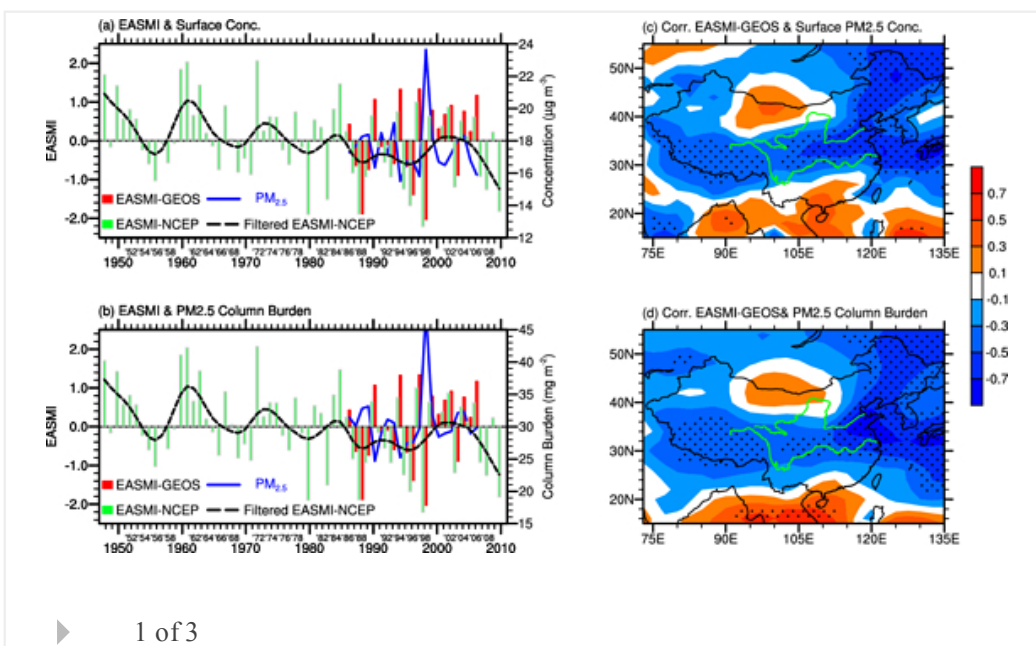 (a) EASMI & Surface Conc.
2.0
1.0
0.0
-1.0
-2.0
EASMI
24
22
20
18
16
14
12
Concentration (µg m⁻³)
EASMI-GEOS
PM2.5
EASMI-NCEP
Filtered EASMI-NCEP
'52'54'56'58 '62'64'66'68 '72'74'76'78 '82'84'86'88 '92'94'96'98 '02'04'06'08
1950 1960 1970 1980 1990 2000 2010
(b) EASMI & PM2.5 Column Burden
2.0
1.0
0.0
-1.0
-2.0
EASMI
45
40
35
30
25
20
15
Column Burden (mg m⁻²)
EASMI-GEOS
PM2.5
EASMI-NCEP
Filtered EASMI-NCEP
'52'54'56'58 '62'64'66'68 '72'74'76'78 '82'84'86'88 '92'94'96'98 '02'04'06'08
1950 1960 1970 1980 1990 2000 2010
(c) Corr. EASMI-GEOS & Surface PM2.5 Conc.
50N
40N
30N
20N
75E 90E 105E 120E 135E
(d) Corr. EASMI-GEOS& PM2.5 Column Burden
50N
40N
30N
20N
75E 90E 105E 120E 135E
0.7
0.5
0.3
0.1
-0.1
-0.3
-0.5
-0.7
1 of 3